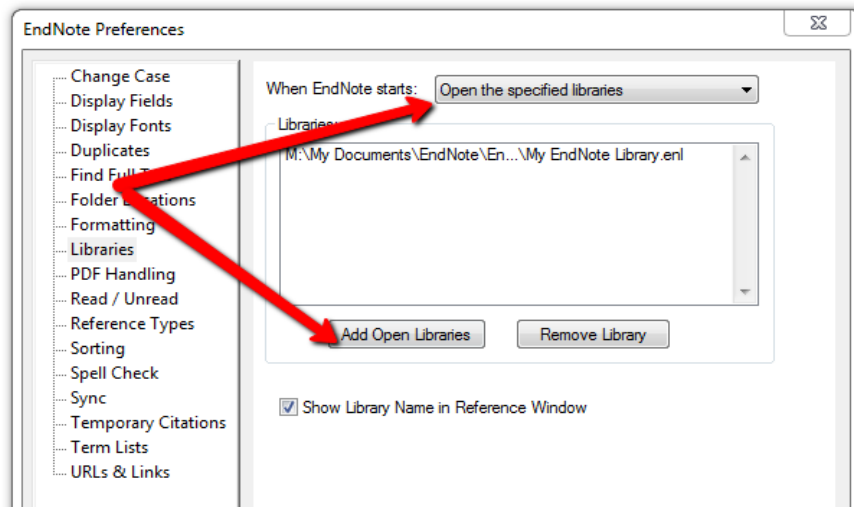 EndNote Preferences
Change Case
Display Fields
Display Fonts
Duplicates
Find Full
Folder
Formatting
Libraries
PDF Handling
Read / Unread
Reference Types
Sorting
Spell Check
Sync
Temporary Citations
Term Lists
URLs & Links
When EndNote starts: Open the specified libraries
Libraries:
M:\My Documents\EndNote\En...\My EndNote Library.enl
Add Open Libraries Remove Library
Show Library Name in Reference Window